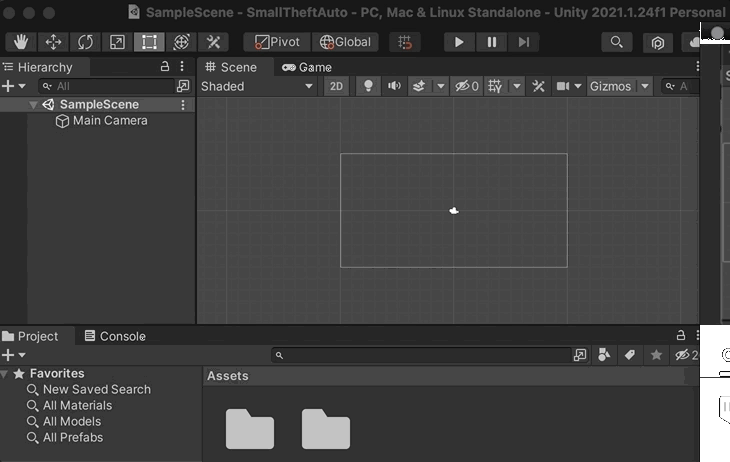 SampleScene - SmallTheftAuto - PC, Mac & Linux Standalone - Unity 2021.1.24f1 Personal
Pivot Global
Hierarchy
Scene Game
All
Shaded 2D 0 Gizmos A
SampleScene
Main Camera
Project Console
2
Favorites
Assets
New Saved Search
All Materials
All Models
All Prefabs